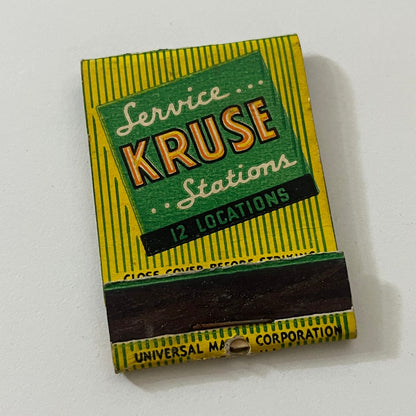 Service...
KRUSE
..Stations
12 LOCATIONS
CLOSE COVER BEFORE STRIKING
UNIVERSAL CORPORATION